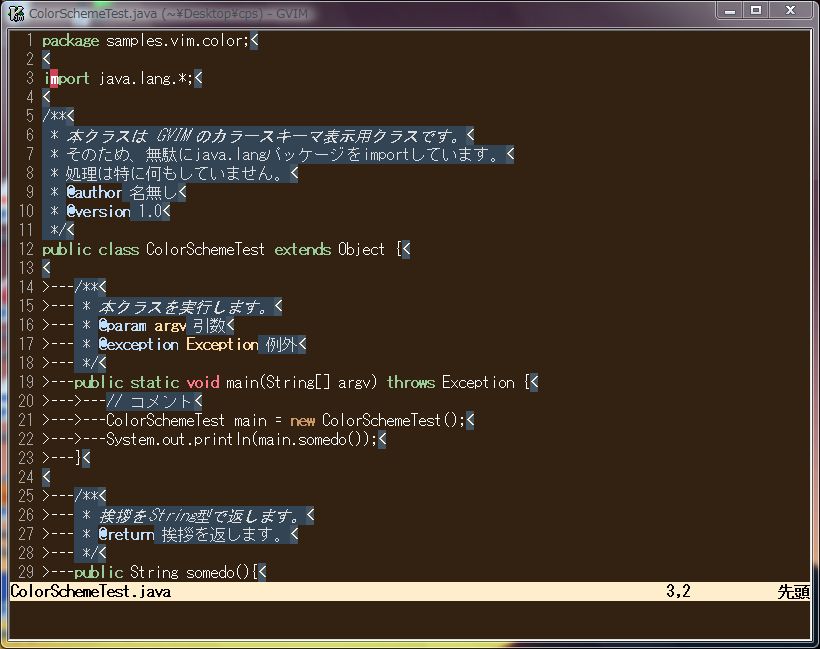 ColorSchemeTest.java (~¥Desktop¥cps) - GVIM
1 package samples.vim.color;<
2 <
3 import java.lang.*;<
4 <
5 /**<
6  * 本クラスは GVIM のカラースキーマ表示用クラスです。<
7  * そのため、無駄にjava.langパッケージをimportしています。<
8  * 処理は特に何もしていません。<
9  * @author 名無し<
10  * @version 1.0<
11  */<
12 public class ColorSchemeTest extends Object {<
13 <
14 >---/**<
15 >--- * 本クラスを実行します。<
16 >--- * @param argv 引数<
17 >--- * @exception Exception 例外<
18 >--- */<
19 >---public static void main(String[] argv) throws Exception {<
20 >--->---// コメント<
21 >--->---ColorSchemeTest main = new ColorSchemeTest();<
22 >--->---System.out.println(main.somedo());<
23 >---}<
24 <
25 >---/**<
26 >--- * 挨拶をString型で返します。<
27 >--- * @return 挨拶を返します。<
28 >--- */<
29 >---public String somedo(){<
ColorSchemeTest.java 3,2 先頭